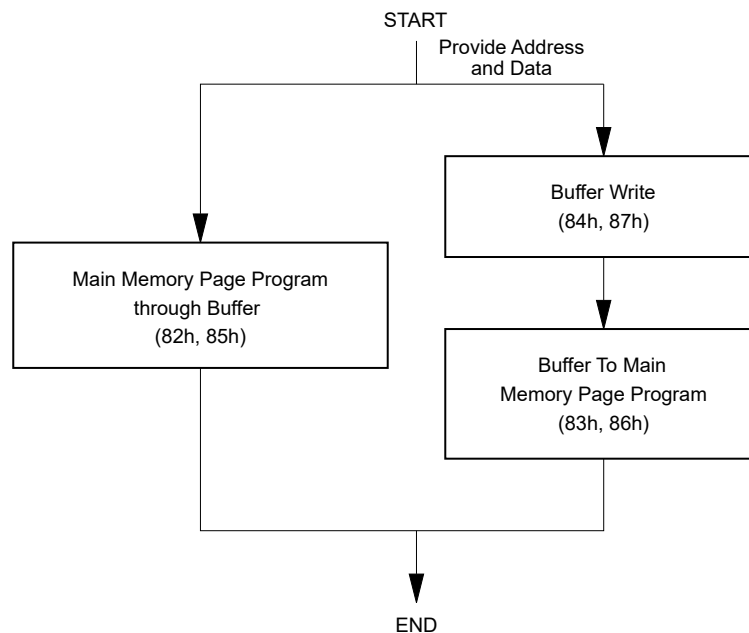 START
Provide Address
and Data
Buffer Write
(84h, 87h)
Main Memory Page Program
through Buffer
(82h, 85h)
Buffer To Main
Memory Page Program
(83h, 86h)
END